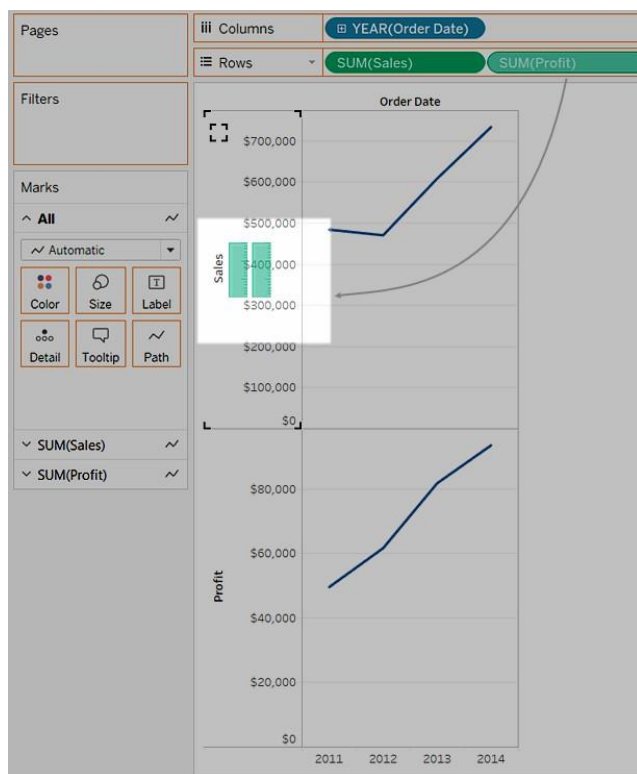 Pages
Columns
YEAR(Order Date)
Rows
SUM(Sales)
SUM(Profit)
Filters
Marks
All
Automatic
Color Size Label
Detail Tooltip Path
SUM(Sales)
SUM(Profit)
Order Date
Sales
$700,000
$600,000
$500,000
$400,000
$300,000
$200,000
$100,000
$0
Profit
$80,000
$60,000
$40,000
$20,000
$0
2011 2012 2013 2014